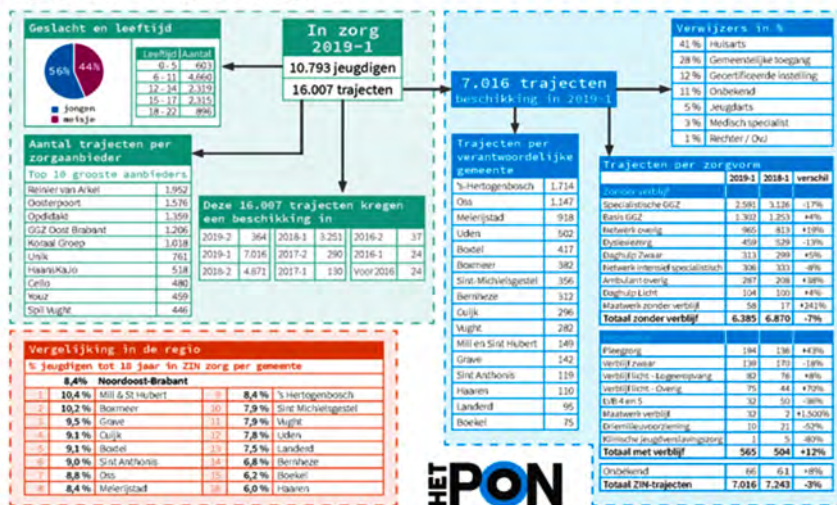 Geslacht en leeftijd
56% 44%
jongen
meisje
Leeftijd Aantal
0 - 5 603
6 - 11 4.660
12 - 14 2.319
15 - 17 2.315
18 - 22 896
In zorg
2019-1
10.793 jeugdigen
16.007 trajecten
Aantal trajecten per
zorgaanbieder
Top 10 grooste aanbieders
Reinier van Arkel 1.952
Oosterpoort 1.576
Opdidakt 1.359
GGZ Oost Brabant 1.206
Koraal Groep 1.018
Unik 761
HaansKaJo 518
Cello 480
Youz 459
Spil Vught 446
Deze 16.007 trajecten kregen
een beschikking in
2019-2 364 2018-1 3.251 2016-2 37
2019-1 7.016 2017-2 290 2016-1 24
2018-2 4.871 2017-1 130 Voor 2016 24
Vergelijking in de regio
% jeugdigen tot 18 jaar in ZIN zorg per gemeente
8,4% Noordoost-Brabant
1 10,4 % Mill & St Hubert 9 8,4 % 's Hertogenbosch
2 10,2 % Boxmeer 10 7,9 % Sint Michielsgestel
3 9,5 % Grave 11 7,9 % Vught
4 9,1 % Cuijk 12 7,8 % Uden
5 9,1 % Boxtel 13 7,5 % Landerd
6 9,0 % Sint Anthonis 14 6,8 % Bernheze
7 8,8 % Oss 15 6,2 % Boekel
8 8,4 % Meierijstad 16 6,0 % Haaren
7.016 trajecten
beschikking in 2019-1
Verwijzers in %
41 % Huisarts
28 % Gemeentelijke toegang
12 % Gecertificeerde instelling
11 % Onbekend
5 % Jeugdarts
3 % Medisch specialist
1 % Rechter / OvJ
Trajecten per
verantwoordelijke
gemeente
's-Hertogenbosch 1.714
Oss 1.147
Meierijstad 918
Uden 502
Boxtel 417
Boxmeer 382
Sint-Michielsgestel 356
Bernheze 312
Cuijk 296
Vught 282
Mill en Sint Hubert 149
Grave 142
Sint Anthonis 119
Haaren 110
Landerd 95
Boekel 75
Trajecten per zorgvorm
2019-1 2018-1 verschil
Zonder verblijf
Specialistische GGZ 2.591 3.126 -17%
Basis GGZ 1.302 1.253 +4%
Netwerk overig 965 813 +19%
Dyslexiezorg 459 529 -13%
Daghulp Zwaar 313 299 +5%
Netwerk intensief specialistisch 306 333 -8%
Ambulant overig 287 208 +38%
Daghulp Licht 104 100 +4%
Maatwerk zonder verblijf 58 17 +241%
Totaal zonder verblijf 6.385 6.870 -7%
Pleegzorg 194 136 +43%
Verblijf zwaar 139 170 -18%
Verblijf licht - Logeeropvang 82 76 +8%
Verblijf licht - Overig 75 44 +70%
LVB 4 en 5 32 50 -36%
Maatwerk verblijf 32 2 +1.500%
Driemilieuvoorziening 10 21 -52%
Klinische jeugdverslavingszorg 1 5 -80%
Totaal met verblijf 565 504 +12%
Onbekend 66 61 +8%
Totaal ZIN-trajecten 7.016 7.243 -3%
HET PON